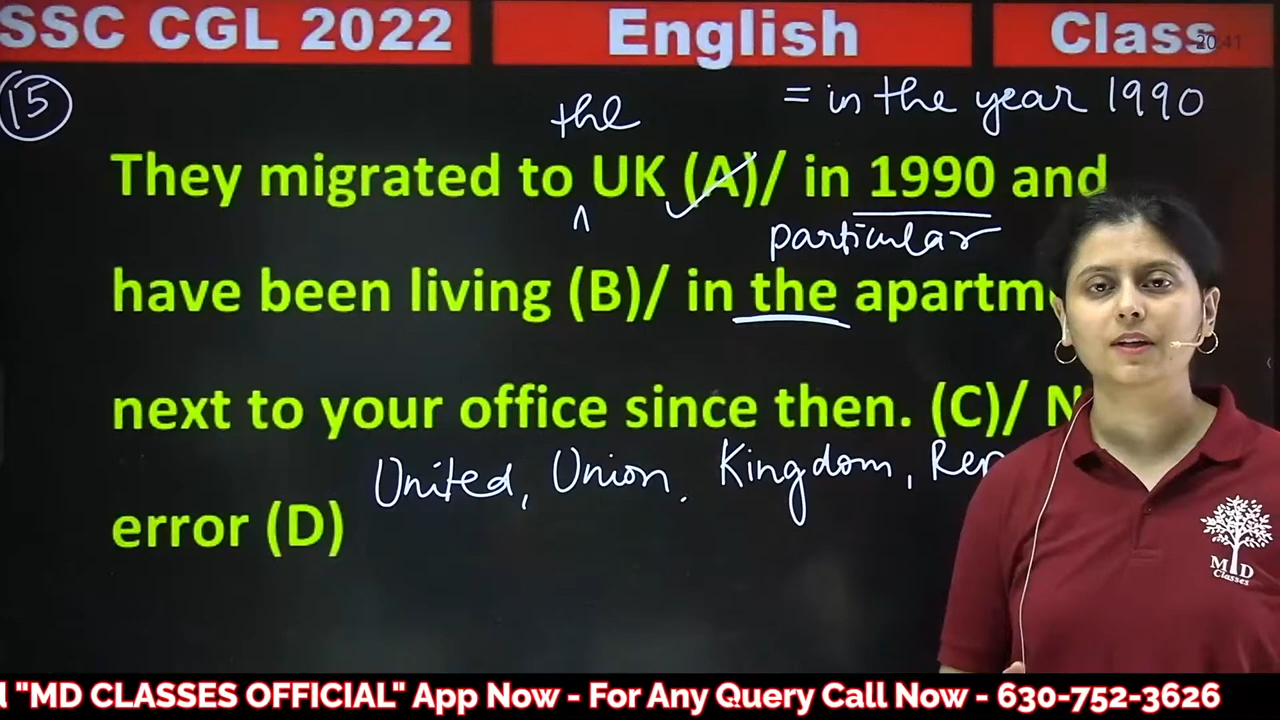 SSC CGL 2022 English Class
20:41
15
the = in the year 1990
They migrated to ^ UK (A)/ in 1990 and
particular
have been living (B)/ in the
next to your office since then. (C)/
United, Union, Kingdom,
error (D)
MD
Classes
"MD CLASSES OFFICIAL" App Now - For Any Query Call Now - 630-752-3626